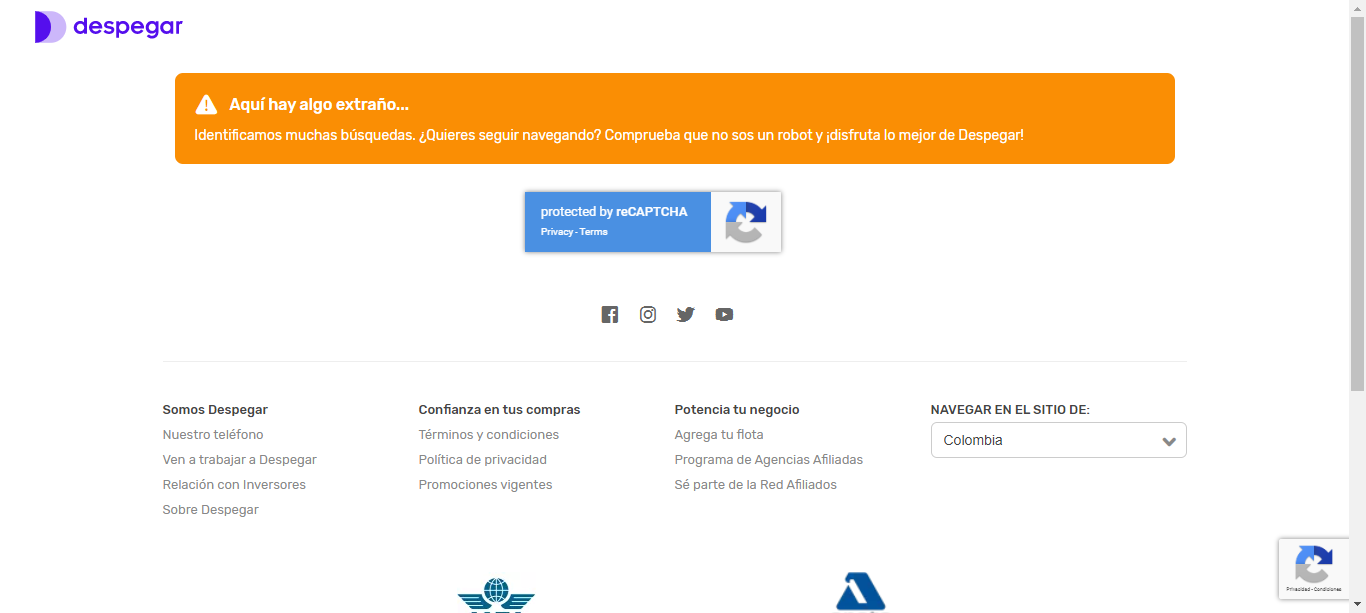 despegar
Aquí hay algo extraño...
Identificamos muchas búsquedas. ¿Quieres seguir navegando? Comprueba que no sos un robot y ¡disfruta lo mejor de Despegar!
protected by reCAPTCHA
Privacy - Terms
Somos Despegar
Nuestro teléfono
Ven a trabajar a Despegar
Relación con Inversores
Sobre Despegar
Confianza en tus compras
Términos y condiciones
Política de privacidad
Promociones vigentes
Potencia tu negocio
Agrega tu flota
Programa de Agencias Afiliadas
Sé parte de la Red Afiliados
NAVEGAR EN EL SITIO DE:
Colombia
Privacidad - Condiciones